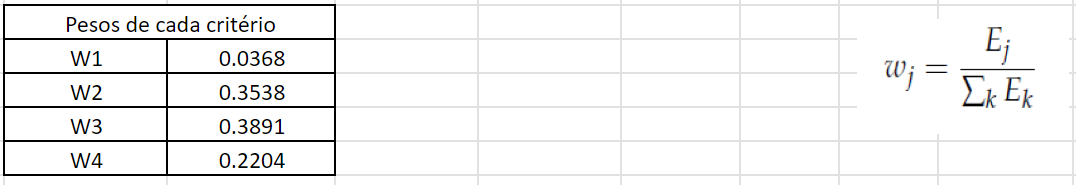 Pesos de cada critério
W1 0.0368
W2 0.3538
W3 0.3891
W4 0.2204
w_j = E_j / ∑_k E_k